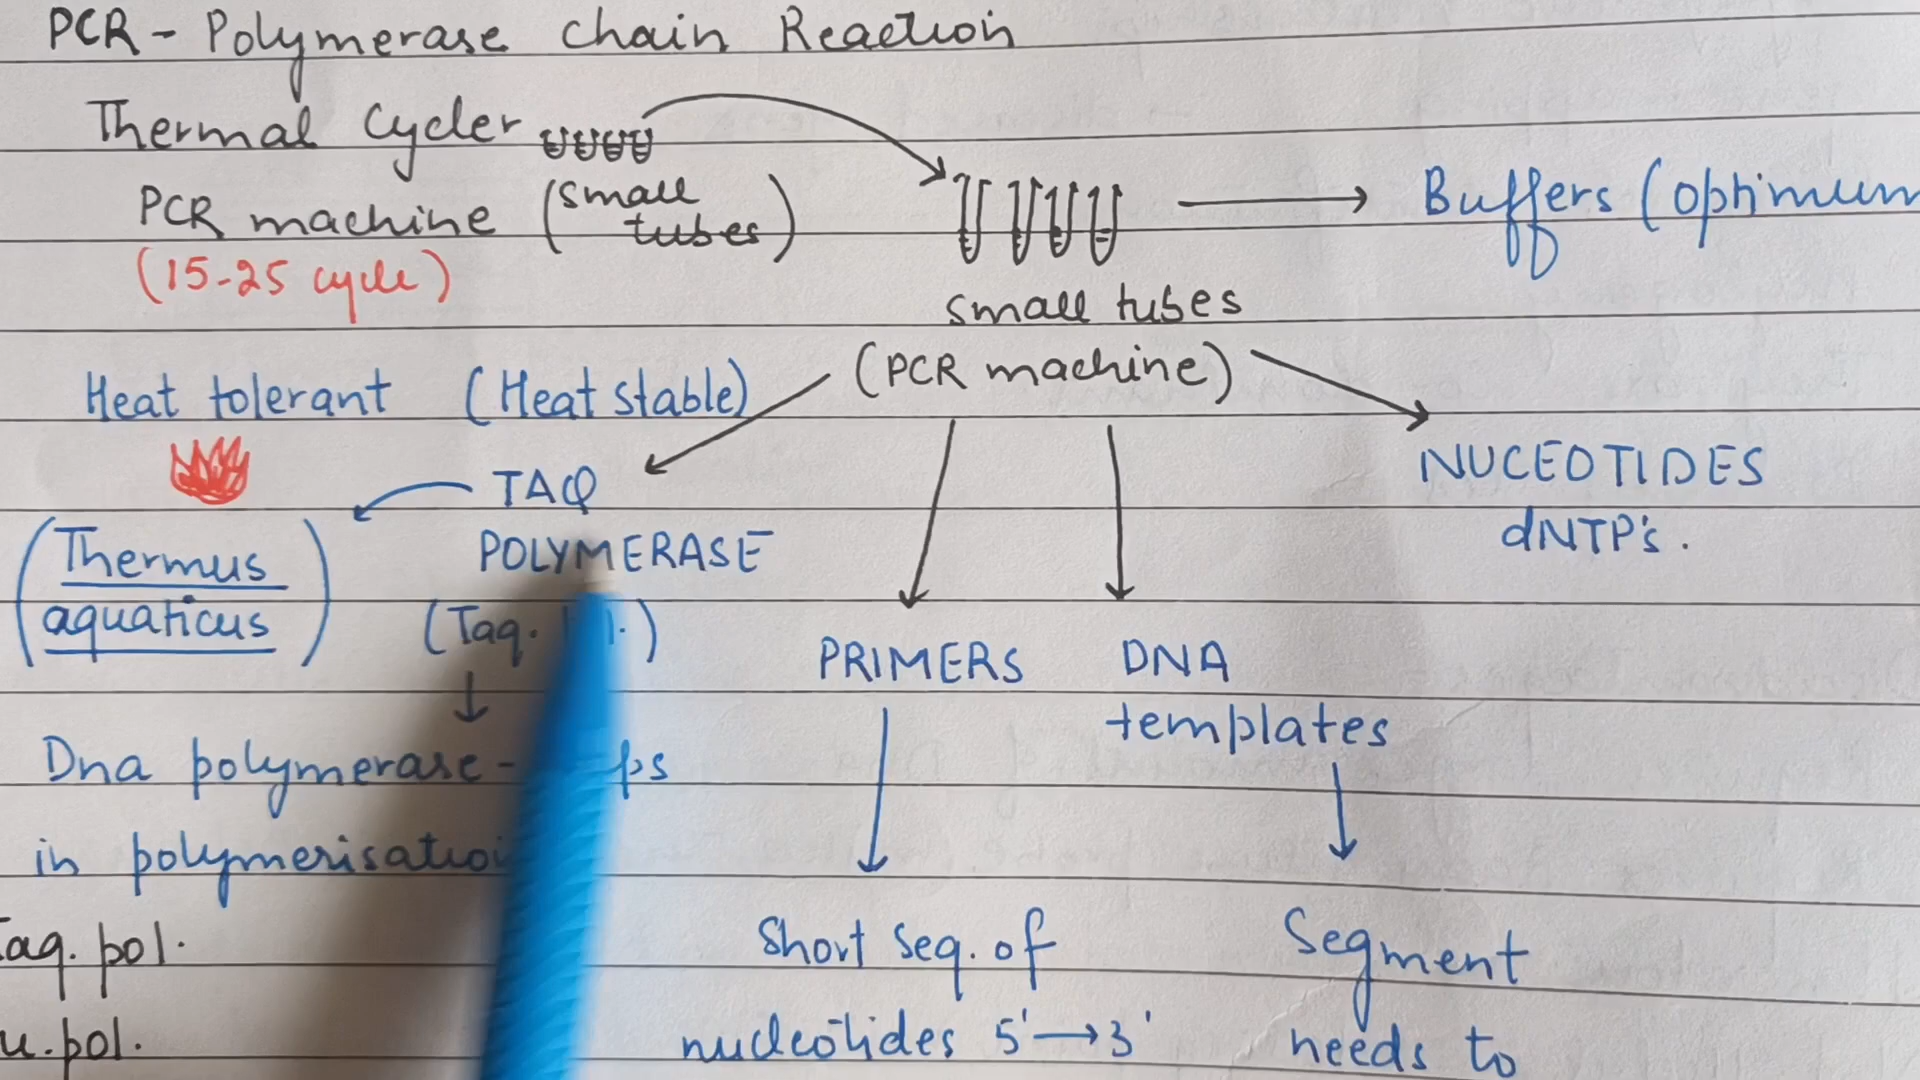 PCR - Polymerase Chain Reaction
Thermal Cycler
PCR machine (small tubes)
(15-25 cycle)
Buffers (optimum
small tubes
(PCR machine)
Heat tolerant (Heat stable)
TAQ
POLYMERASE
(Taq.
NUCEOTIDES
dNTP's.
(Thermus
aquaticus)
PRIMERS
DNA
templates
Dna polymerase -
in polymerisation
Taq. pol.
pol.
Short seq. of
nucleotides 5' → 3'
Segment
needs to